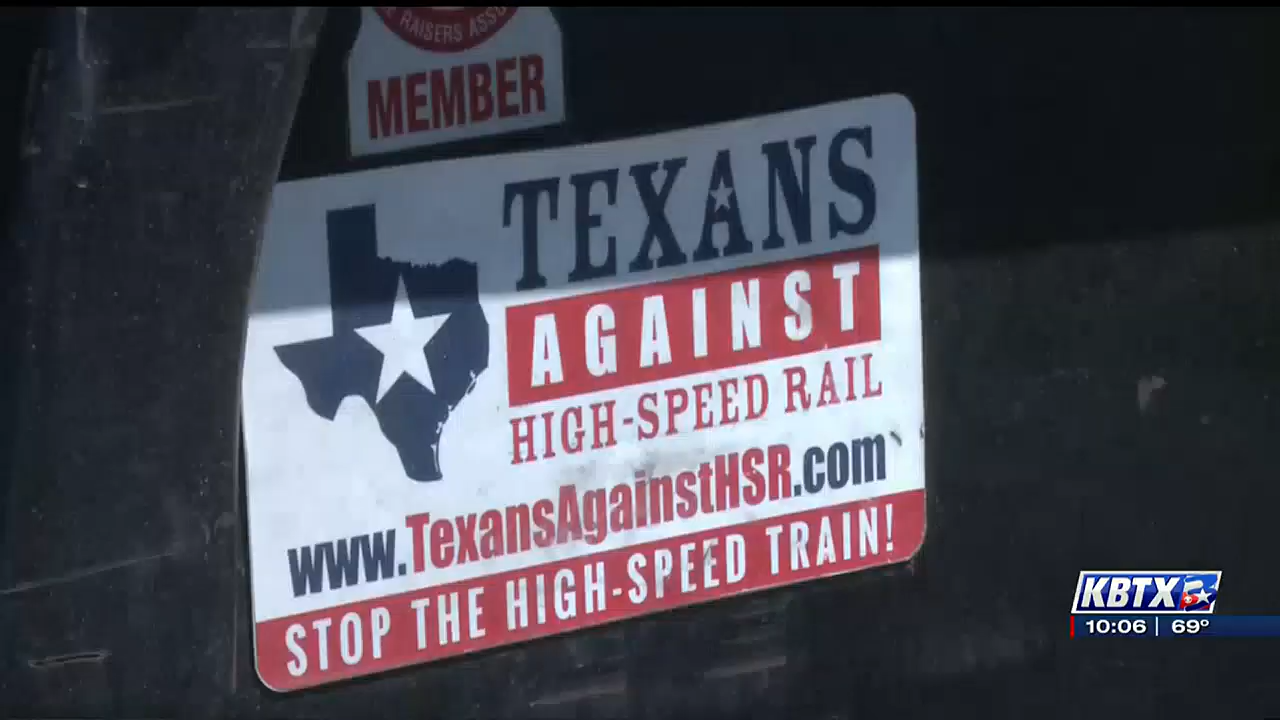 RAISERS ASSO
MEMBER
TEXANS
AGAINST
HIGH-SPEED RAIL
www.TexansAgainstHSR.com
STOP THE HIGH-SPEED TRAIN!
KBTX
10:06 | 69°